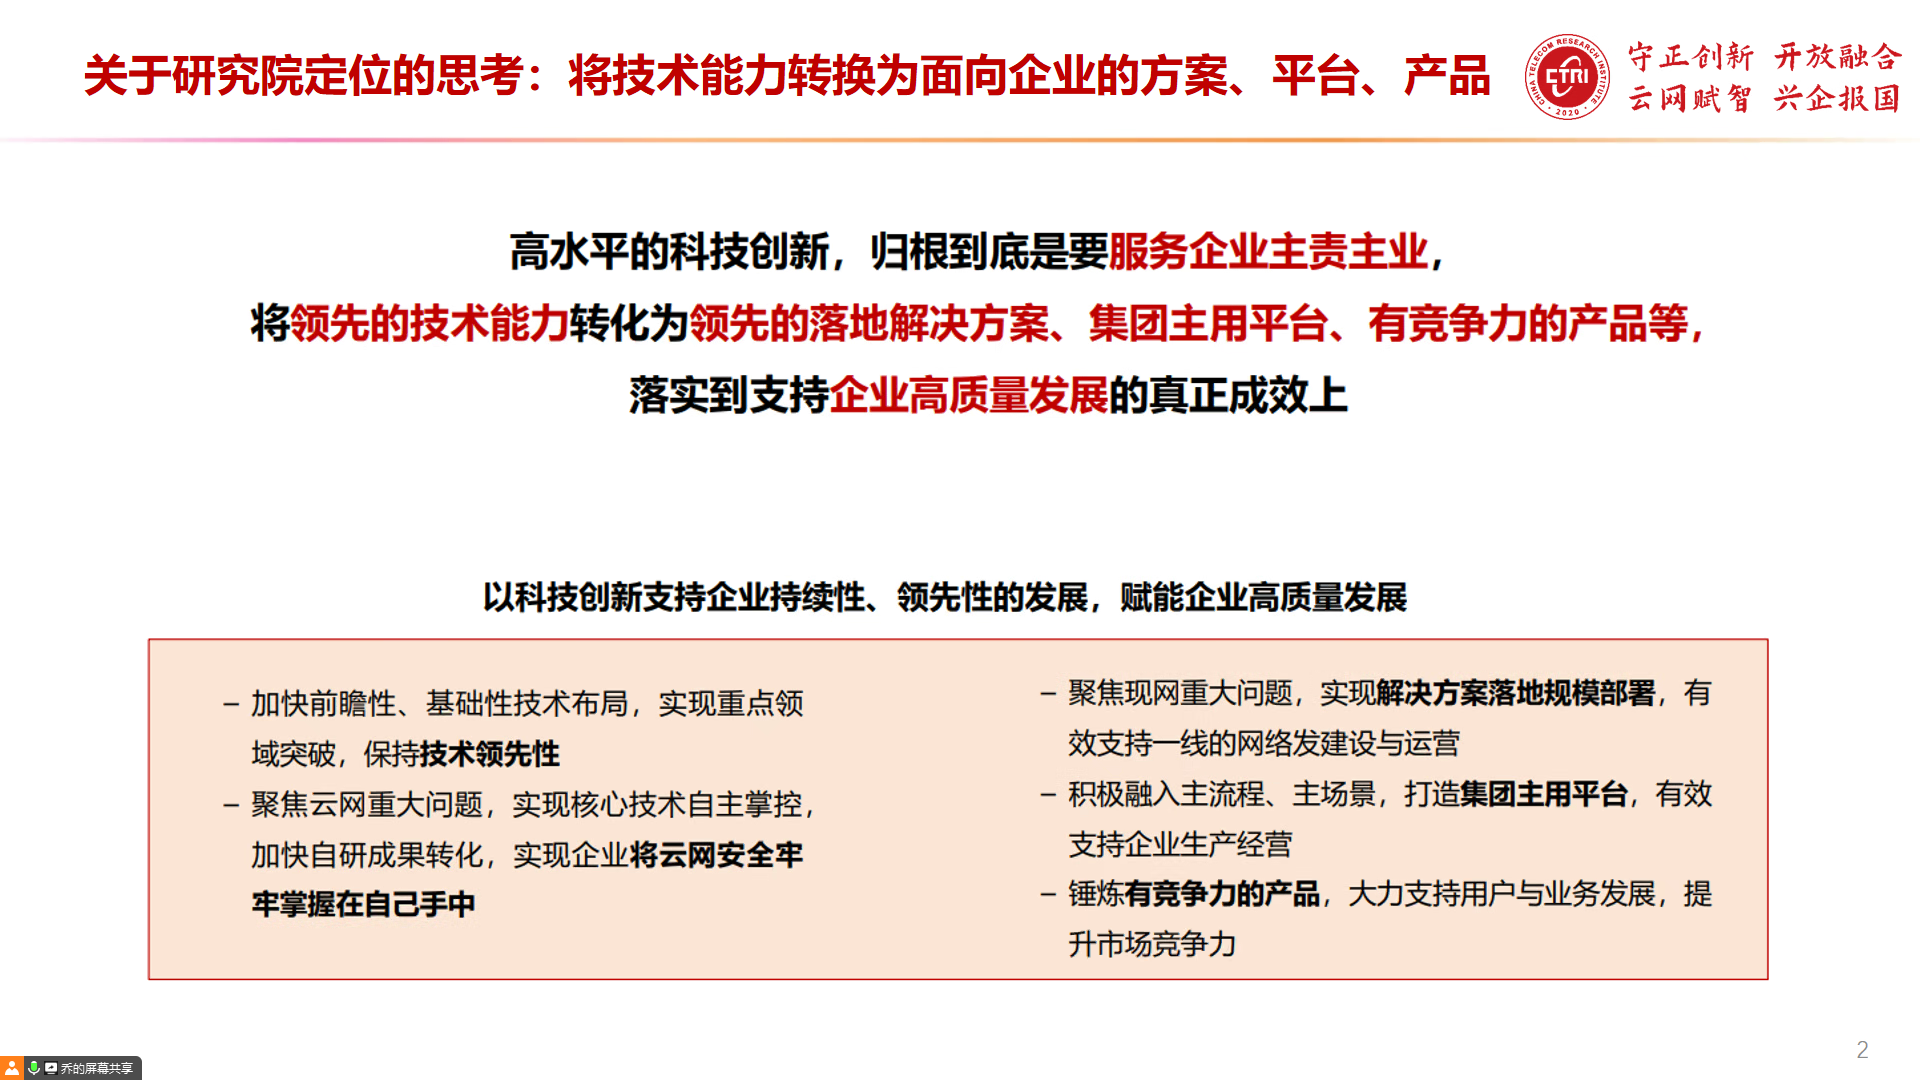 关于研究院定位的思考：将技术能力转换为面向企业的方案、平台、产品
CHINA TELECOM RESEARCH INSTITUTE
CTRI
· 2020 ·
守正创新 开放融合
云网赋智 兴企报国
高水平的科技创新，归根到底是要服务企业主责主业，
将领先的技术能力转化为领先的落地解决方案、集团主用平台、有竞争力的产品等，
落实到支持企业高质量发展的真正成效上
以科技创新支持企业持续性、领先性的发展，赋能企业高质量发展
– 加快前瞻性、基础性技术布局，实现重点领
域突破，保持技术领先性
– 聚焦云网重大问题，实现核心技术自主掌控，
加快自研成果转化，实现企业将云网安全牢
牢掌握在自己手中
– 聚焦现网重大问题，实现解决方案落地规模部署，有
效支持一线的网络发建设与运营
– 积极融入主流程、主场景，打造集团主用平台，有效
支持企业生产经营
– 锤炼有竞争力的产品，大力支持用户与业务发展，提
升市场竞争力
2
乔的屏幕共享